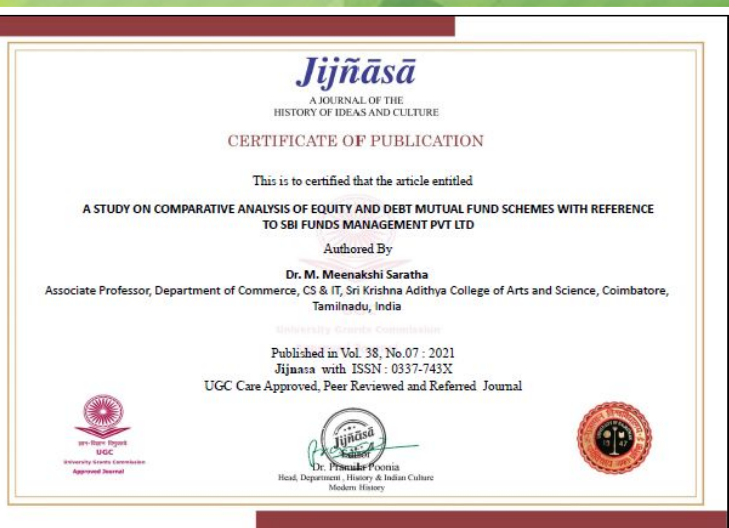 Jijñāsā
A JOURNAL OF THE
HISTORY OF IDEAS AND CULTURE
CERTIFICATE OF PUBLICATION
This is to certified that the article entitled
A STUDY ON COMPARATIVE ANALYSIS OF EQUITY AND DEBT MUTUAL FUND SCHEMES WITH REFERENCE
TO SBI FUNDS MANAGEMENT PVT LTD
Authored By
Dr. M. Meenakshi Saratha
Associate Professor, Department of Commerce, CS & IT, Sri Krishna Adithya College of Arts and Science, Coimbatore,
Tamilnadu, India
University Grants Commission
Published in Vol. 38, No.07 : 2021
Jijnasa with ISSN : 0337-743X
UGC Care Approved, Peer Reviewed and Referred Journal
ज्ञान-विज्ञान विमुक्तये
UGC
University Grants Commission
Approved Journal
Jijñāsā
Editor
Dr. Pramila Poonia
Head, Department , History & Indian Culture
Modern History